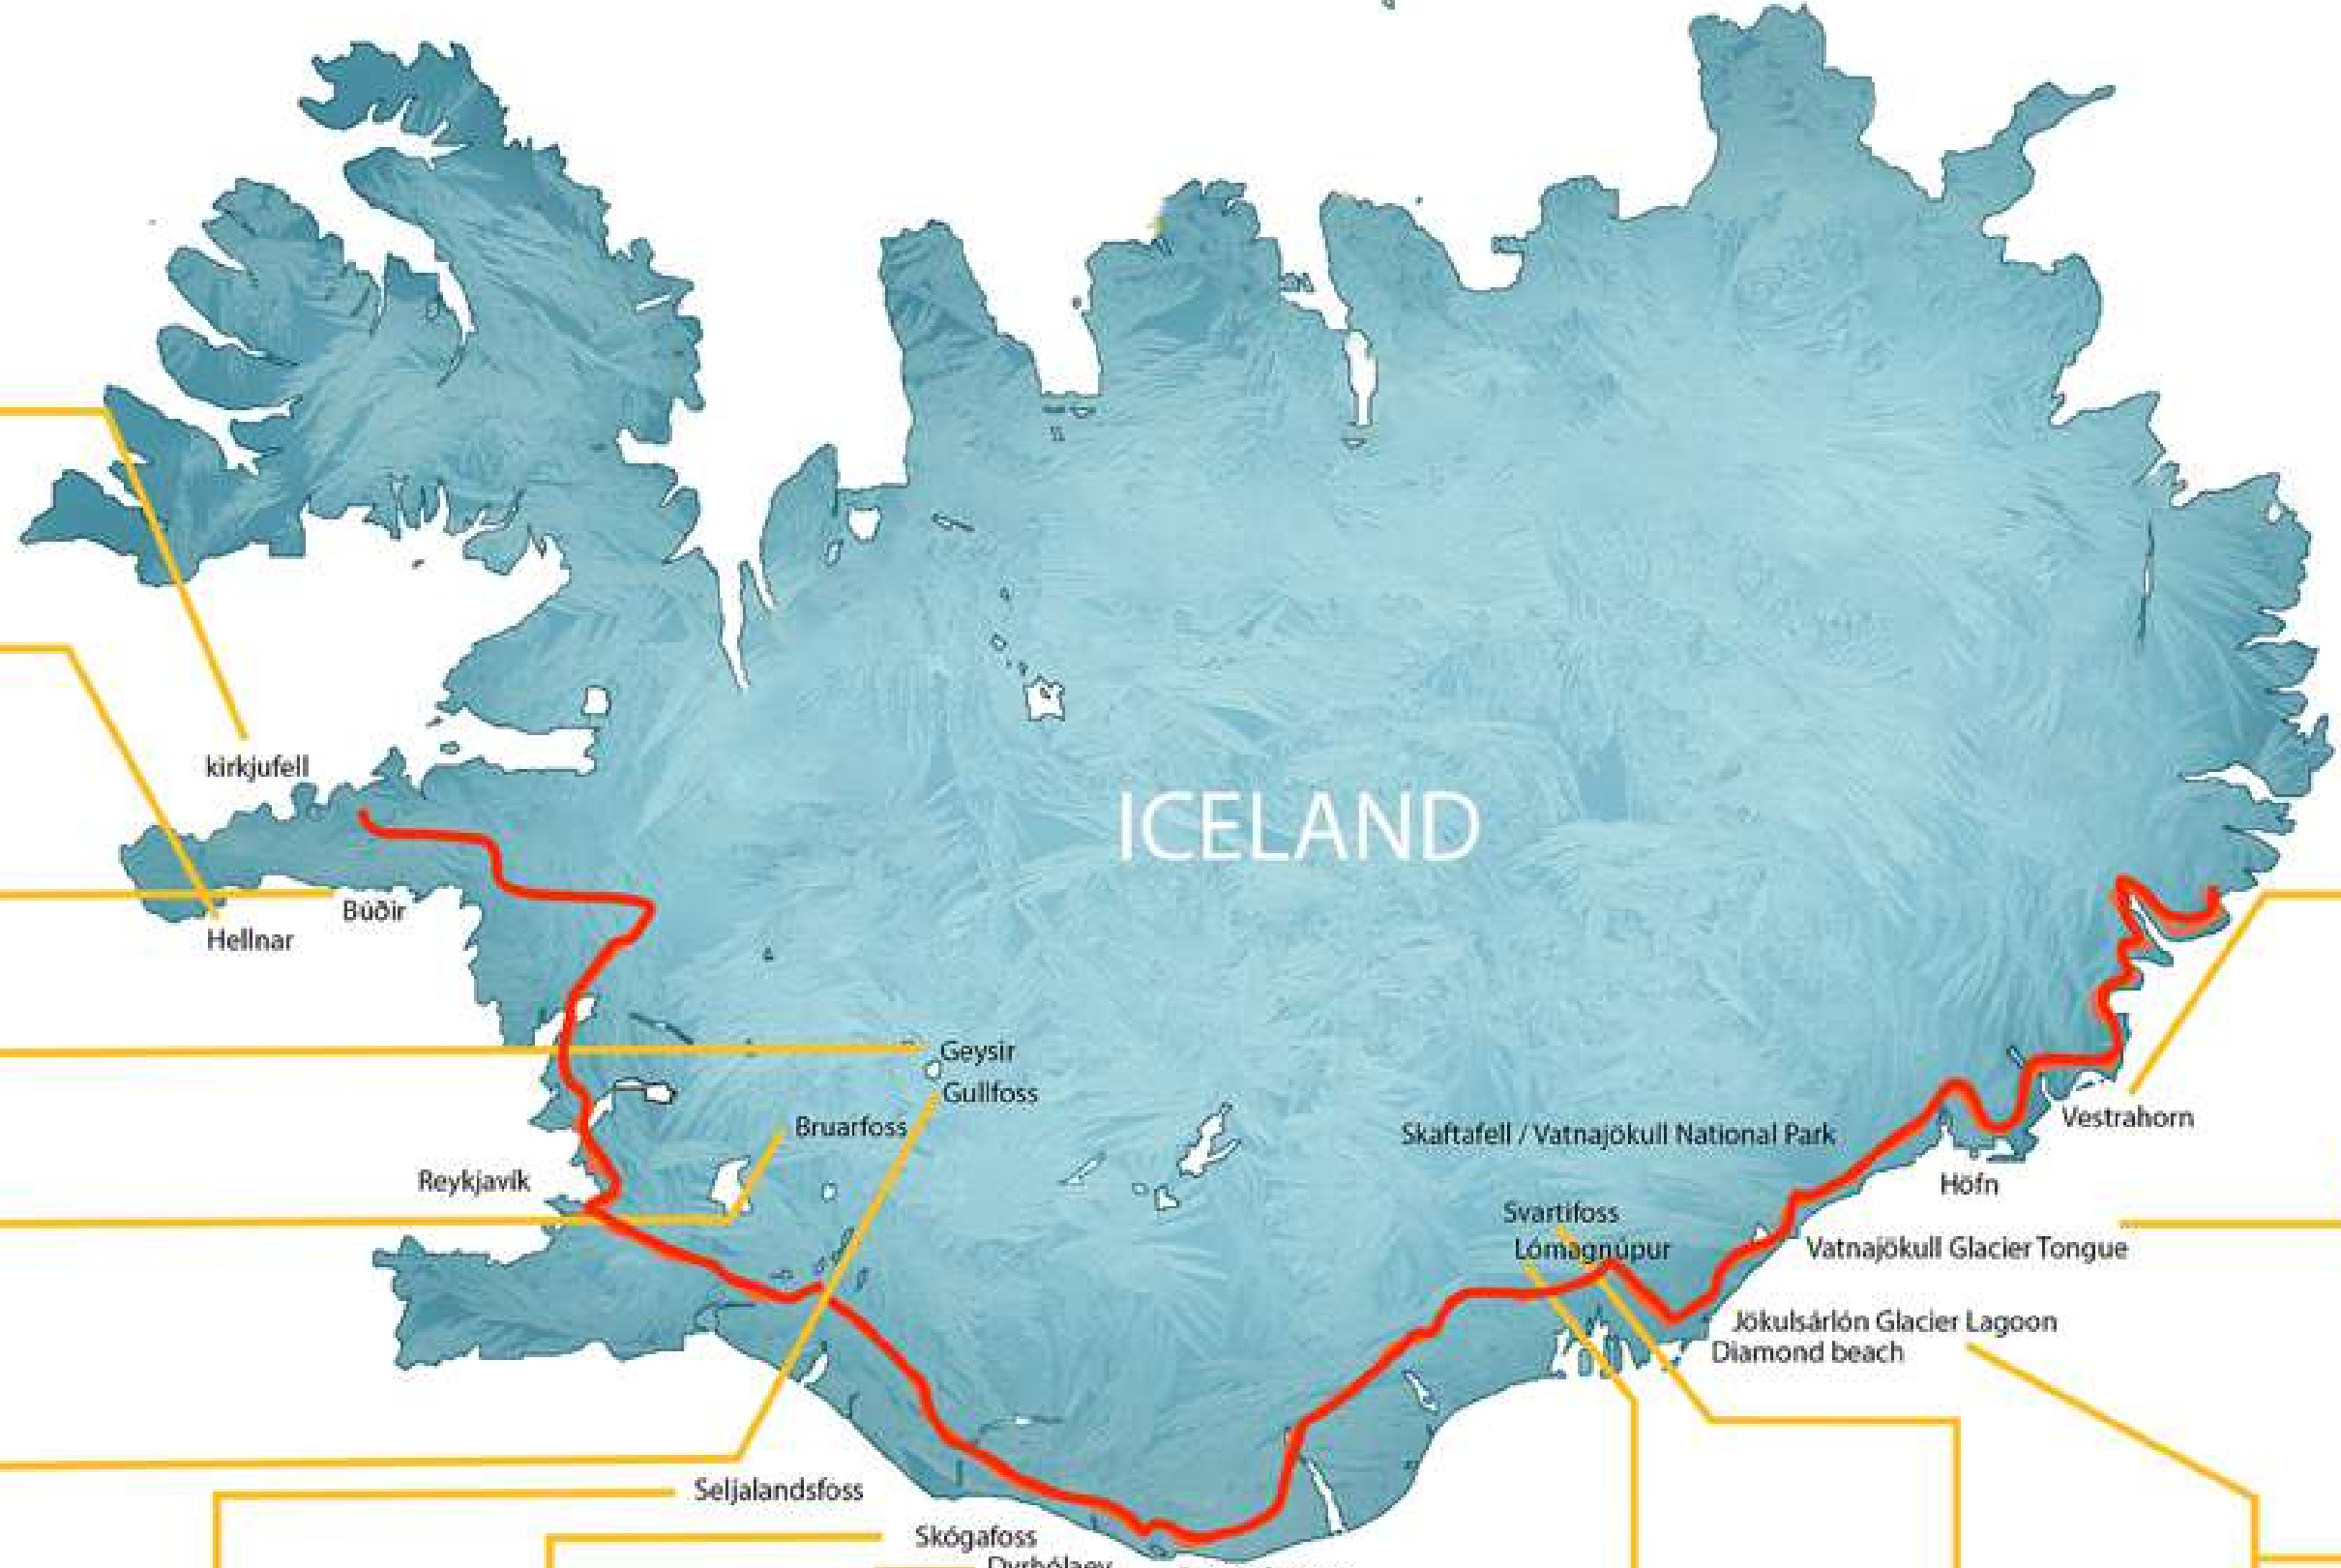 ICELAND
kirkjufell
Búðir
Hellnar
Geysir
Gullfoss
Bruarfoss
Skaftafell / Vatnajökull National Park
Vestrahorn
Reykjavík
Höfn
Svartifoss
Lómagnúpur
Vatnajökull Glacier Tongue
Jökulsárlón Glacier Lagoon
Diamond beach
Seljalandsfoss
Skógafoss